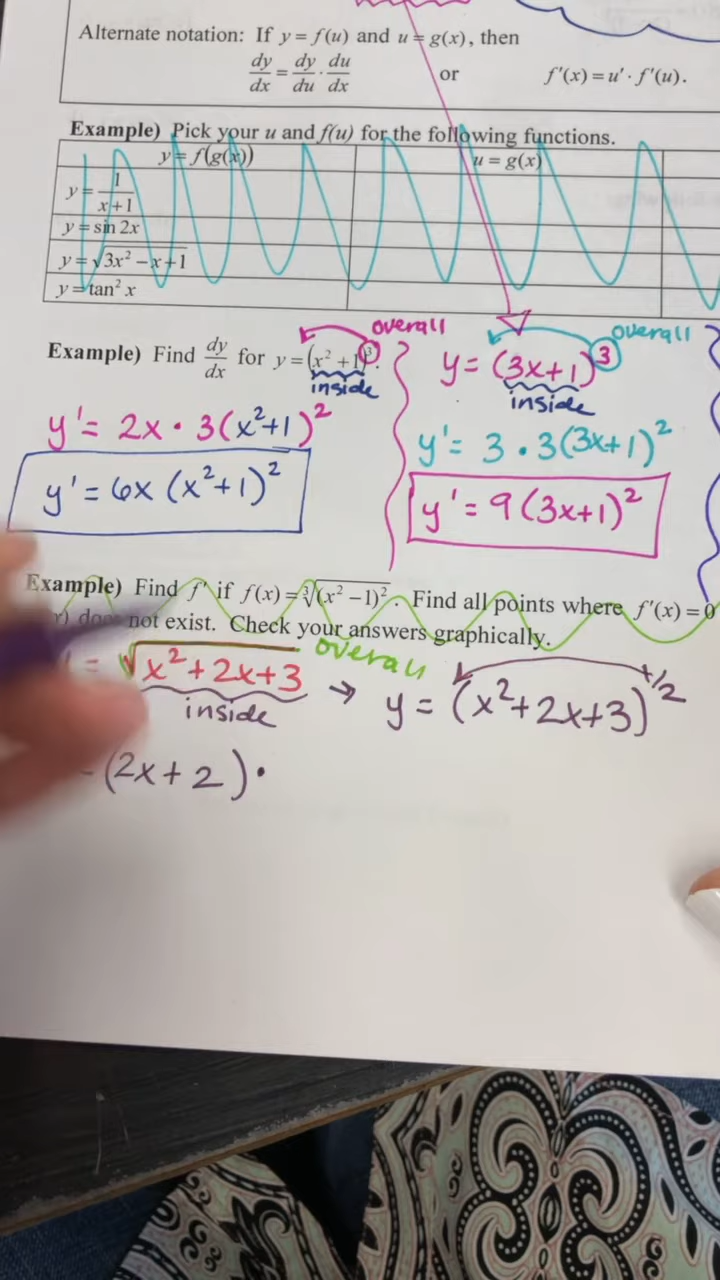 Alternate notation: If y = f(u) and u = g(x), then
dy/dx = dy/du · du/dx or f'(x) = u' · f'(u).
Example) Pick your u and f(u) for the following functions.
y = f(g(x)) u = g(x)
y = 1/(x+1)
y = sin 2x
y = √(3x² − x + 1)
y = tan² x
overall overall
Example) Find dy/dx for y = (x² + 1)³. y = (3x+1)³
inside inside
y' = 2x · 3(x²+1)² y' = 3 · 3(3x+1)²
y' = 6x (x²+1)² y' = 9(3x+1)²
Example) Find f' if f(x) = ∛((x² − 1)²). Find all points where f'(x) = 0
not exist. Check your answers graphically.
= √(x²+2x+3) overall → y = (x²+2x+3)^(1/2)
inside
(2x+2) ·